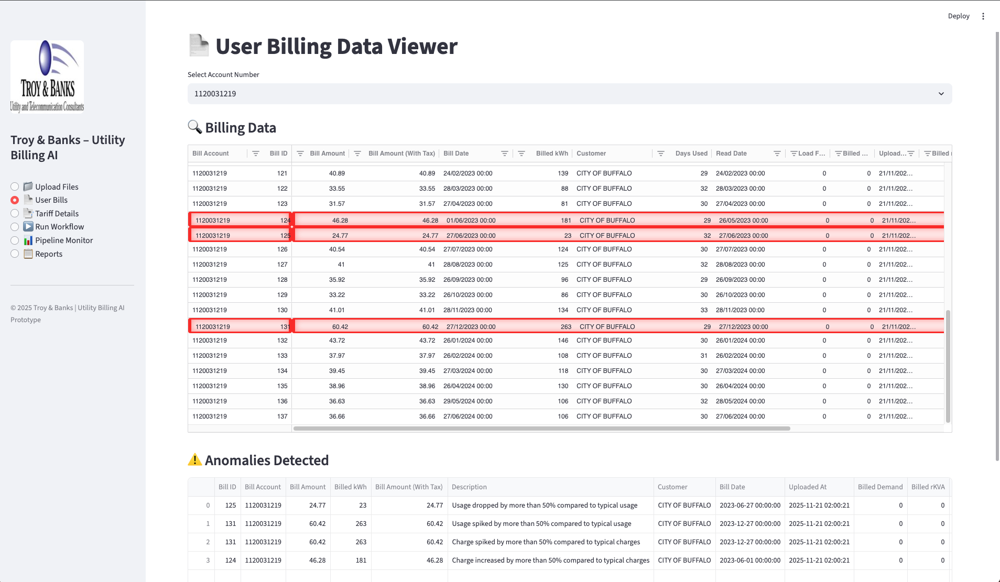 Deploy
TROY & BANKS
Utility and Telecommunication Consultants
Troy & Banks – Utility
Billing AI
Upload Files
User Bills
Tariff Details
Run Workflow
Pipeline Monitor
Reports
© 2025 Troy & Banks | Utility Billing AI
Prototype
User Billing Data Viewer
Select Account Number
1120031219
Billing Data
Bill Account Bill ID Bill Amount Bill Amount (With Tax) Bill Date Billed kWh Customer Days Used Read Date Load F... Billed ... Upload... Billed
1120031219 121 40.89 40.89 24/02/2023 00:00 139 CITY OF BUFFALO 29 24/02/2023 00:00 0 0 21/11/202...
1120031219 122 33.55 33.55 28/03/2023 00:00 88 CITY OF BUFFALO 32 28/03/2023 00:00 0 0 21/11/202...
1120031219 123 31.57 31.57 27/04/2023 00:00 81 CITY OF BUFFALO 30 27/04/2023 00:00 0 0 21/11/202...
1120031219 124 46.28 46.28 01/06/2023 00:00 181 CITY OF BUFFALO 29 26/05/2023 00:00 0 0 21/11/202...
1120031219 125 24.77 24.77 27/06/2023 00:00 23 CITY OF BUFFALO 32 27/06/2023 00:00 0 0 21/11/202...
1120031219 126 40.54 40.54 27/07/2023 00:00 124 CITY OF BUFFALO 30 27/07/2023 00:00 0 0 21/11/202...
1120031219 127 41 41 28/08/2023 00:00 125 CITY OF BUFFALO 32 28/08/2023 00:00 0 0 21/11/202...
1120031219 128 35.92 35.92 26/09/2023 00:00 96 CITY OF BUFFALO 29 26/09/2023 00:00 0 0 21/11/202...
1120031219 129 33.22 33.22 26/10/2023 00:00 86 CITY OF BUFFALO 30 26/10/2023 00:00 0 0 21/11/202...
1120031219 130 41.01 41.01 28/11/2023 00:00 134 CITY OF BUFFALO 33 28/11/2023 00:00 0 0 21/11/202...
1120031219 131 60.42 60.42 27/12/2023 00:00 263 CITY OF BUFFALO 29 27/12/2023 00:00 0 0 21/11/202...
1120031219 132 43.72 43.72 26/01/2024 00:00 146 CITY OF BUFFALO 30 26/01/2024 00:00 0 0 21/11/202...
1120031219 133 37.97 37.97 26/02/2024 00:00 108 CITY OF BUFFALO 31 26/02/2024 00:00 0 0 21/11/202...
1120031219 134 39.45 39.45 27/03/2024 00:00 118 CITY OF BUFFALO 30 27/03/2024 00:00 0 0 21/11/202...
1120031219 135 38.96 38.96 26/04/2024 00:00 130 CITY OF BUFFALO 30 26/04/2024 00:00 0 0 21/11/202...
1120031219 136 36.63 36.63 29/05/2024 00:00 106 CITY OF BUFFALO 32 28/05/2024 00:00 0 0 21/11/202...
1120031219 137 36.66 36.66 27/06/2024 00:00 106 CITY OF BUFFALO 30 27/06/2024 00:00 0 0 21/11/202...
Anomalies Detected
Bill ID Bill Account Bill Amount Billed kWh Bill Amount (With Tax) Description Customer Bill Date Uploaded At Billed Demand Billed rKVA
0 125 1120031219 24.77 23 24.77 Usage dropped by more than 50% compared to typical usage CITY OF BUFFALO 2023-06-27 00:00:00 2025-11-21 02:00:21 0 0
1 131 1120031219 60.42 263 60.42 Usage spiked by more than 50% compared to typical usage CITY OF BUFFALO 2023-12-27 00:00:00 2025-11-21 02:00:21 0 0
2 131 1120031219 60.42 263 60.42 Charge spiked by more than 50% compared to typical charges CITY OF BUFFALO 2023-12-27 00:00:00 2025-11-21 02:00:21 0 0
3 124 1120031219 46.28 181 46.28 Charge increased by more than 50% compared to typical charges CITY OF BUFFALO 2023-06-01 00:00:00 2025-11-21 02:00:21 0 0